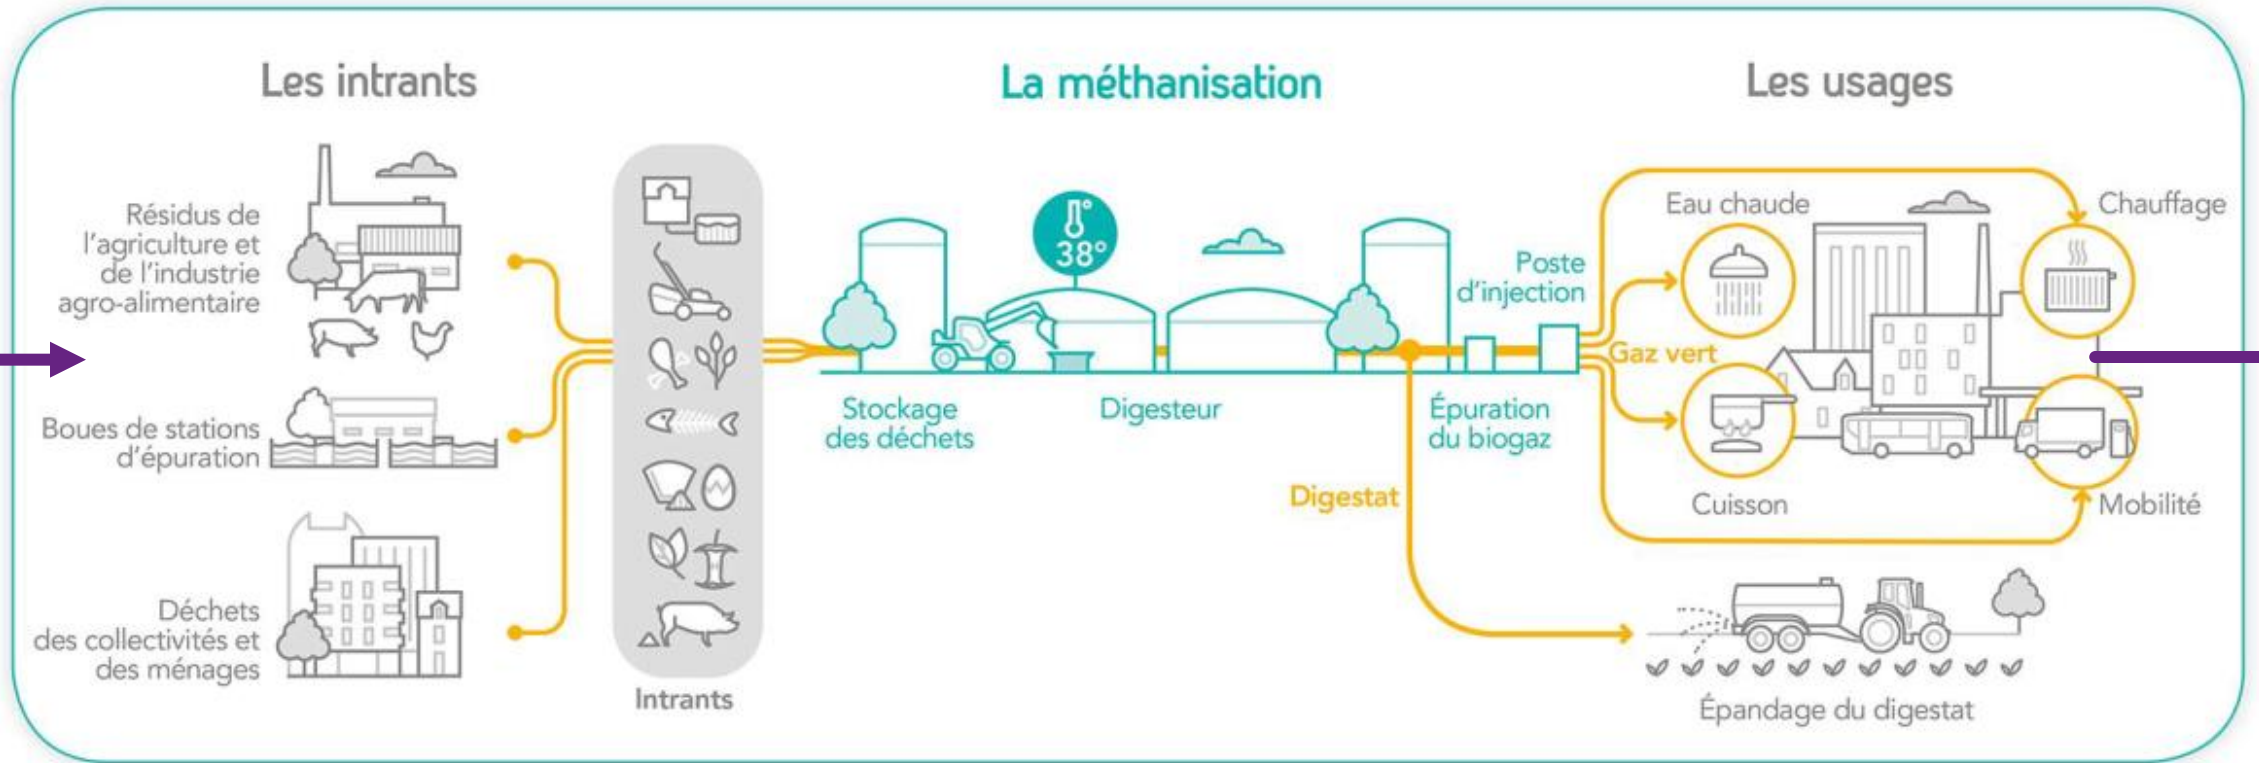 Les intrants
Résidus de
l'agriculture et
de l'industrie
agro-alimentaire
Boues de stations
d'épuration
Déchets
des collectivités et
des ménages
Intrants
La méthanisation
38°
Stockage
des déchets
Digesteur
Poste
d'injection
Épuration
du biogaz
Digestat
Les usages
Gaz vert
Eau chaude
Chauffage
Cuisson
Mobilité
Épandage du digestat